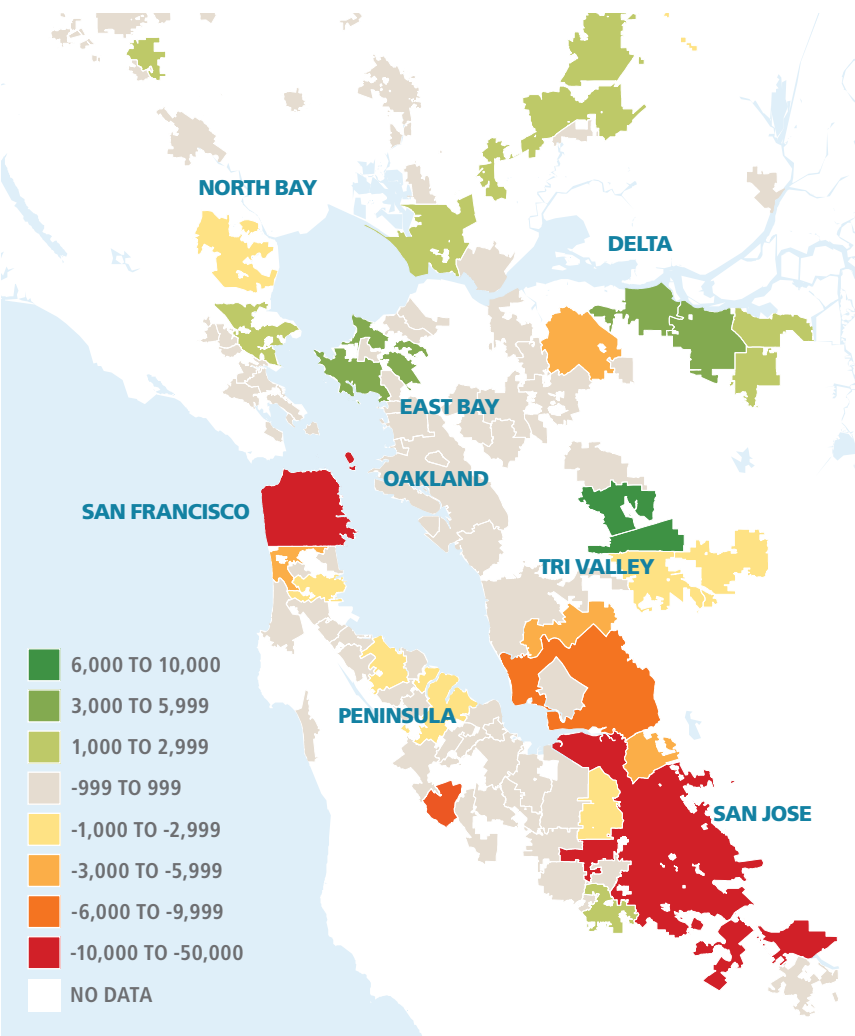 NORTH BAY
DELTA
EAST BAY
OAKLAND
SAN FRANCISCO
TRI VALLEY
PENINSULA
SAN JOSE
6,000 TO 10,000
3,000 TO 5,999
1,000 TO 2,999
-999 TO 999
-1,000 TO -2,999
-3,000 TO -5,999
-6,000 TO -9,999
-10,000 TO -50,000
NO DATA